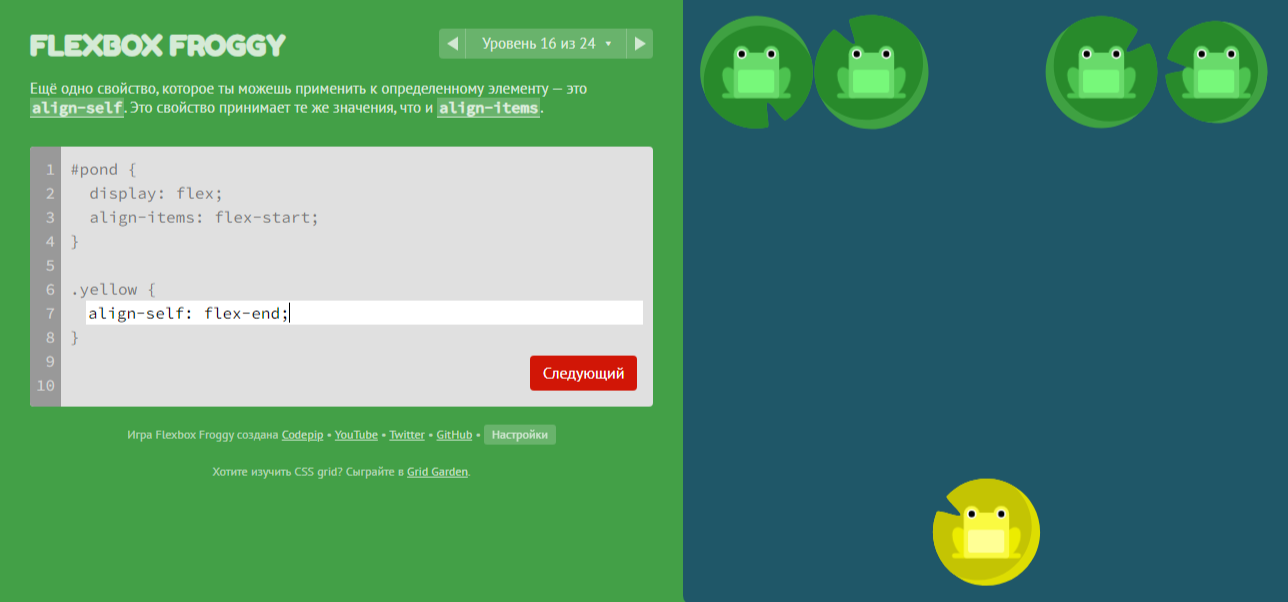 FLEXBOX FROGGY
Уровень 16 из 24
Ещё одно свойство, которое ты можешь применить к определенному элементу — это
align-self. Это свойство принимает те же значения, что и align-items.
1 #pond {
2 display: flex;
3 align-items: flex-start;
4 }
5
6 .yellow {
7 align-self: flex-end;
8 }
9
10
Следующий
Игра Flexbox Froggy создана Codepip • YouTube • Twitter • GitHub • Настройки
Хотите изучить CSS grid? Сыграйте в Grid Garden.